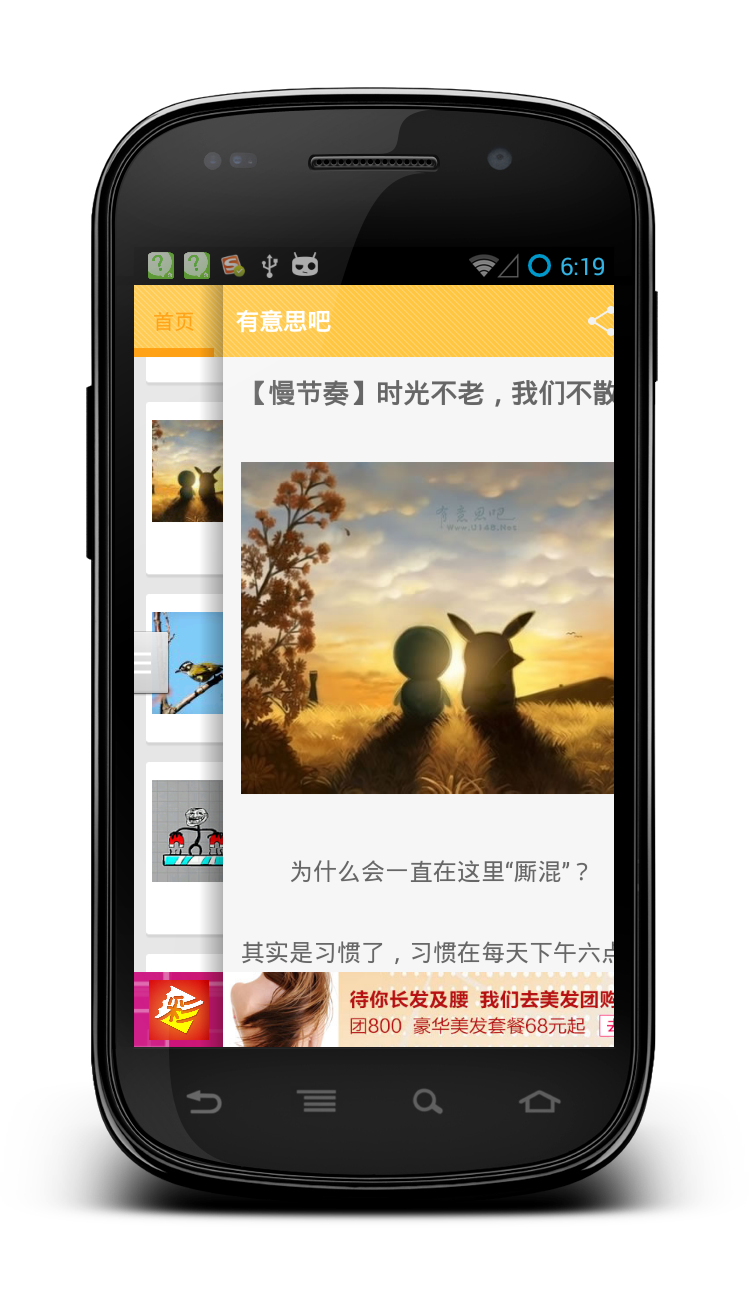 6:19
首页
有意思吧
【慢节奏】时光不老，我们不散
有意思吧
Www.U148.Net
为什么会一直在这里“厮混”？
其实是习惯了，习惯在每天下午六点
彩
待你长发及腰 我们去美发团购
团800 豪华美发套餐68元起